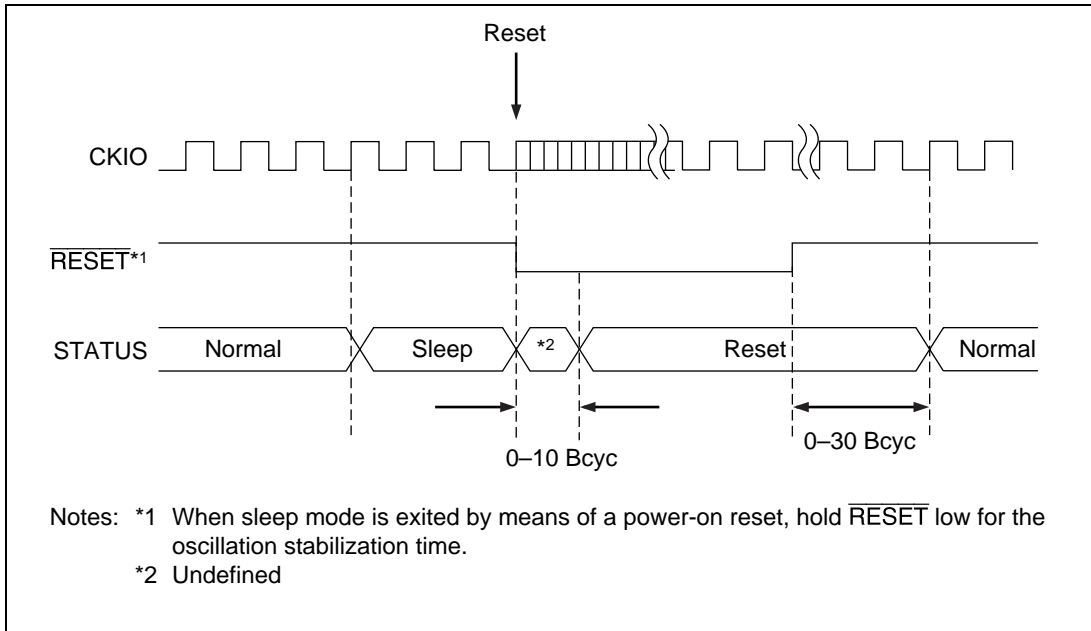 Reset
CKIO
RESET*1
STATUS Normal Sleep *2 Reset Normal
0–10 Bcyc 0–30 Bcyc
Notes: *1 When sleep mode is exited by means of a power-on reset, hold RESET low for the
oscillation stabilization time.
*2 Undefined